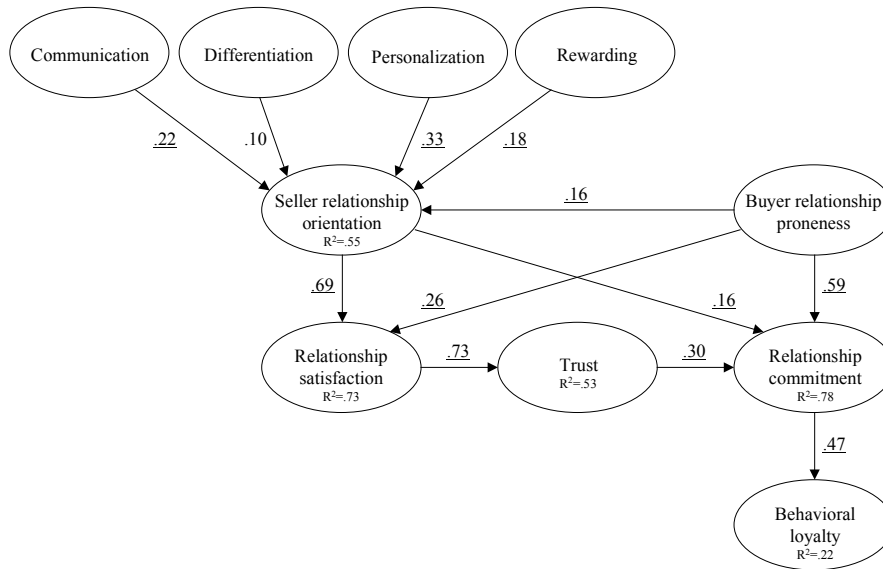 Communication
Differentiation
Personalization
Rewarding
.22
.10
.33
.18
Seller relationship
orientation
R²=.55
.16
Buyer relationship
proneness
.69
.26
.16
.59
Relationship
satisfaction
R²=.73
.73
Trust
R²=.53
.30
Relationship
commitment
R²=.78
.47
Behavioral
loyalty
R²=.22